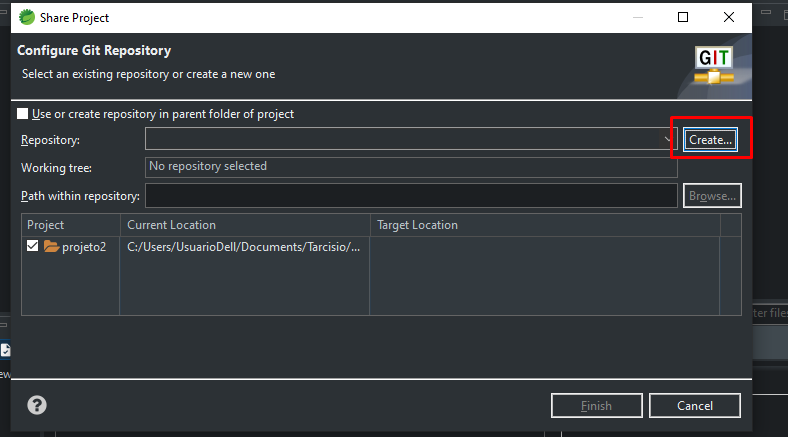 Share Project
Configure Git Repository
Select an existing repository or create a new one
GIT
Use or create repository in parent folder of project
Repository:
Create...
Working tree:
No repository selected
Path within repository:
Browse...
Project
Current Location
Target Location
projeto2
C:/Users/UsuarioDell/Documents/Tarcisio/...
ter files
ew
?
Finish
Cancel